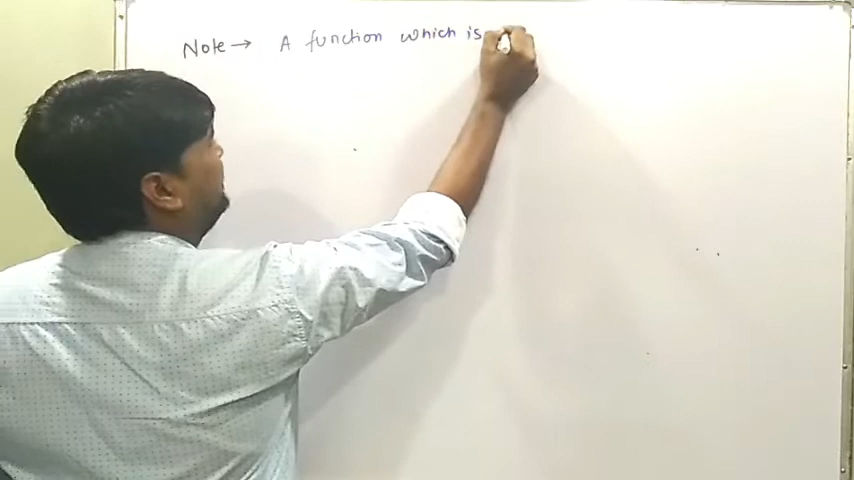 Note → A function which is